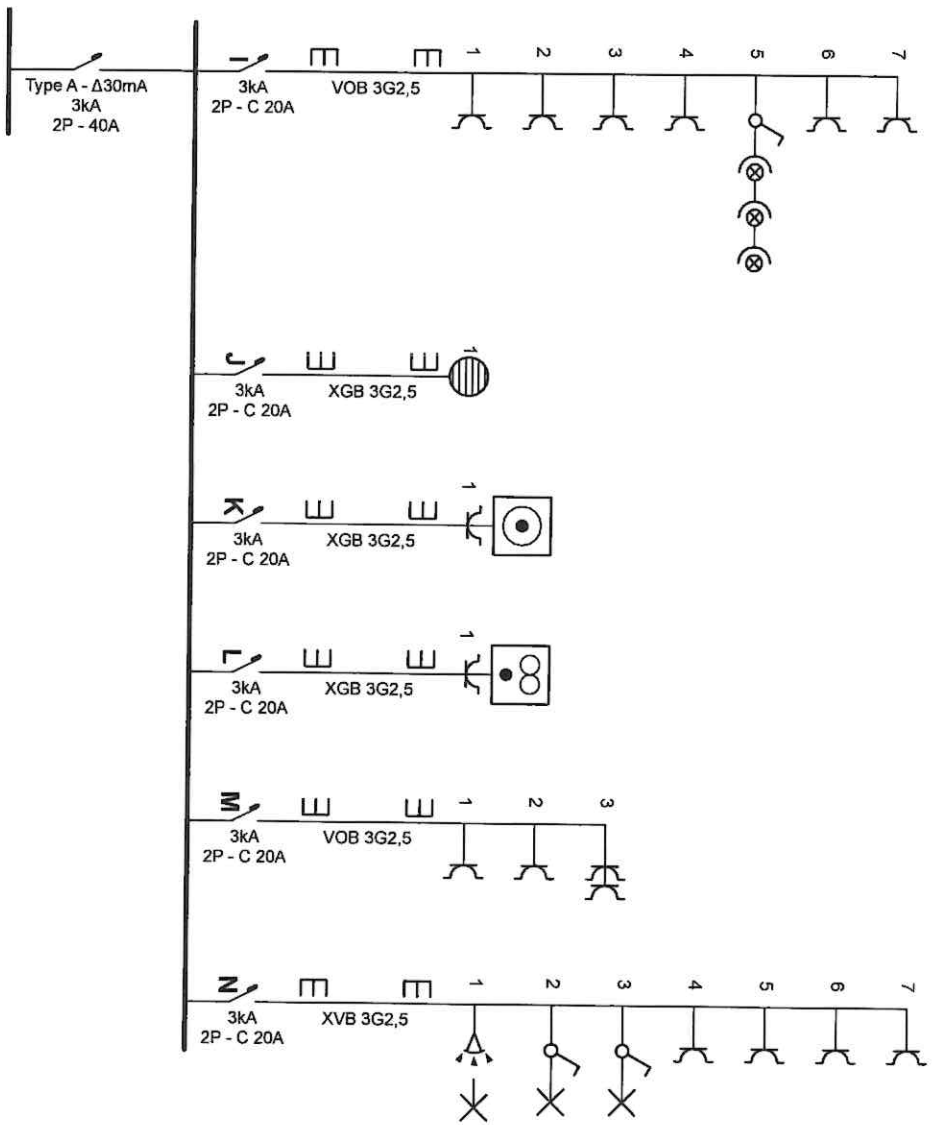 Type A - Δ30mA
3kA
2P - 40A
I
3kA
2P - C 20A
VOB 3G2,5
1 2 3 4 5 6 7
J
3kA
2P - C 20A
XGB 3G2,5
1
K
3kA
2P - C 20A
XGB 3G2,5
1
L
3kA
2P - C 20A
XGB 3G2,5
1
M
3kA
2P - C 20A
VOB 3G2,5
1 2 3
N
3kA
2P - C 20A
XVB 3G2,5
1 2 3 4 5 6 7